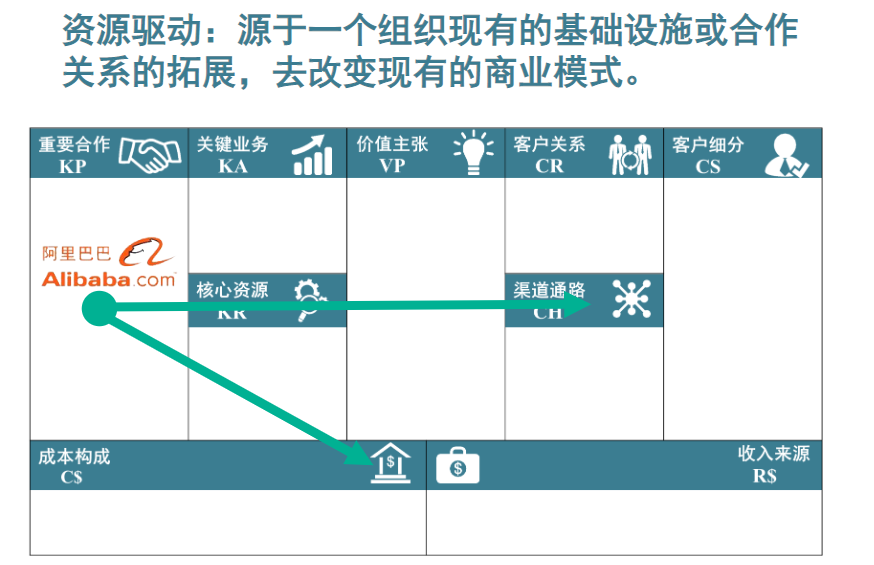 资源驱动：源于一个组织现有的基础设施或合作
关系的拓展，去改变现有的商业模式。
重要合作
KP
关键业务
KA
价值主张
VP
客户关系
CR
客户细分
CS
阿里巴巴
Alibaba.com
核心资源
KR
渠道通路
CH
成本构成
C$
$
$
收入来源
R$